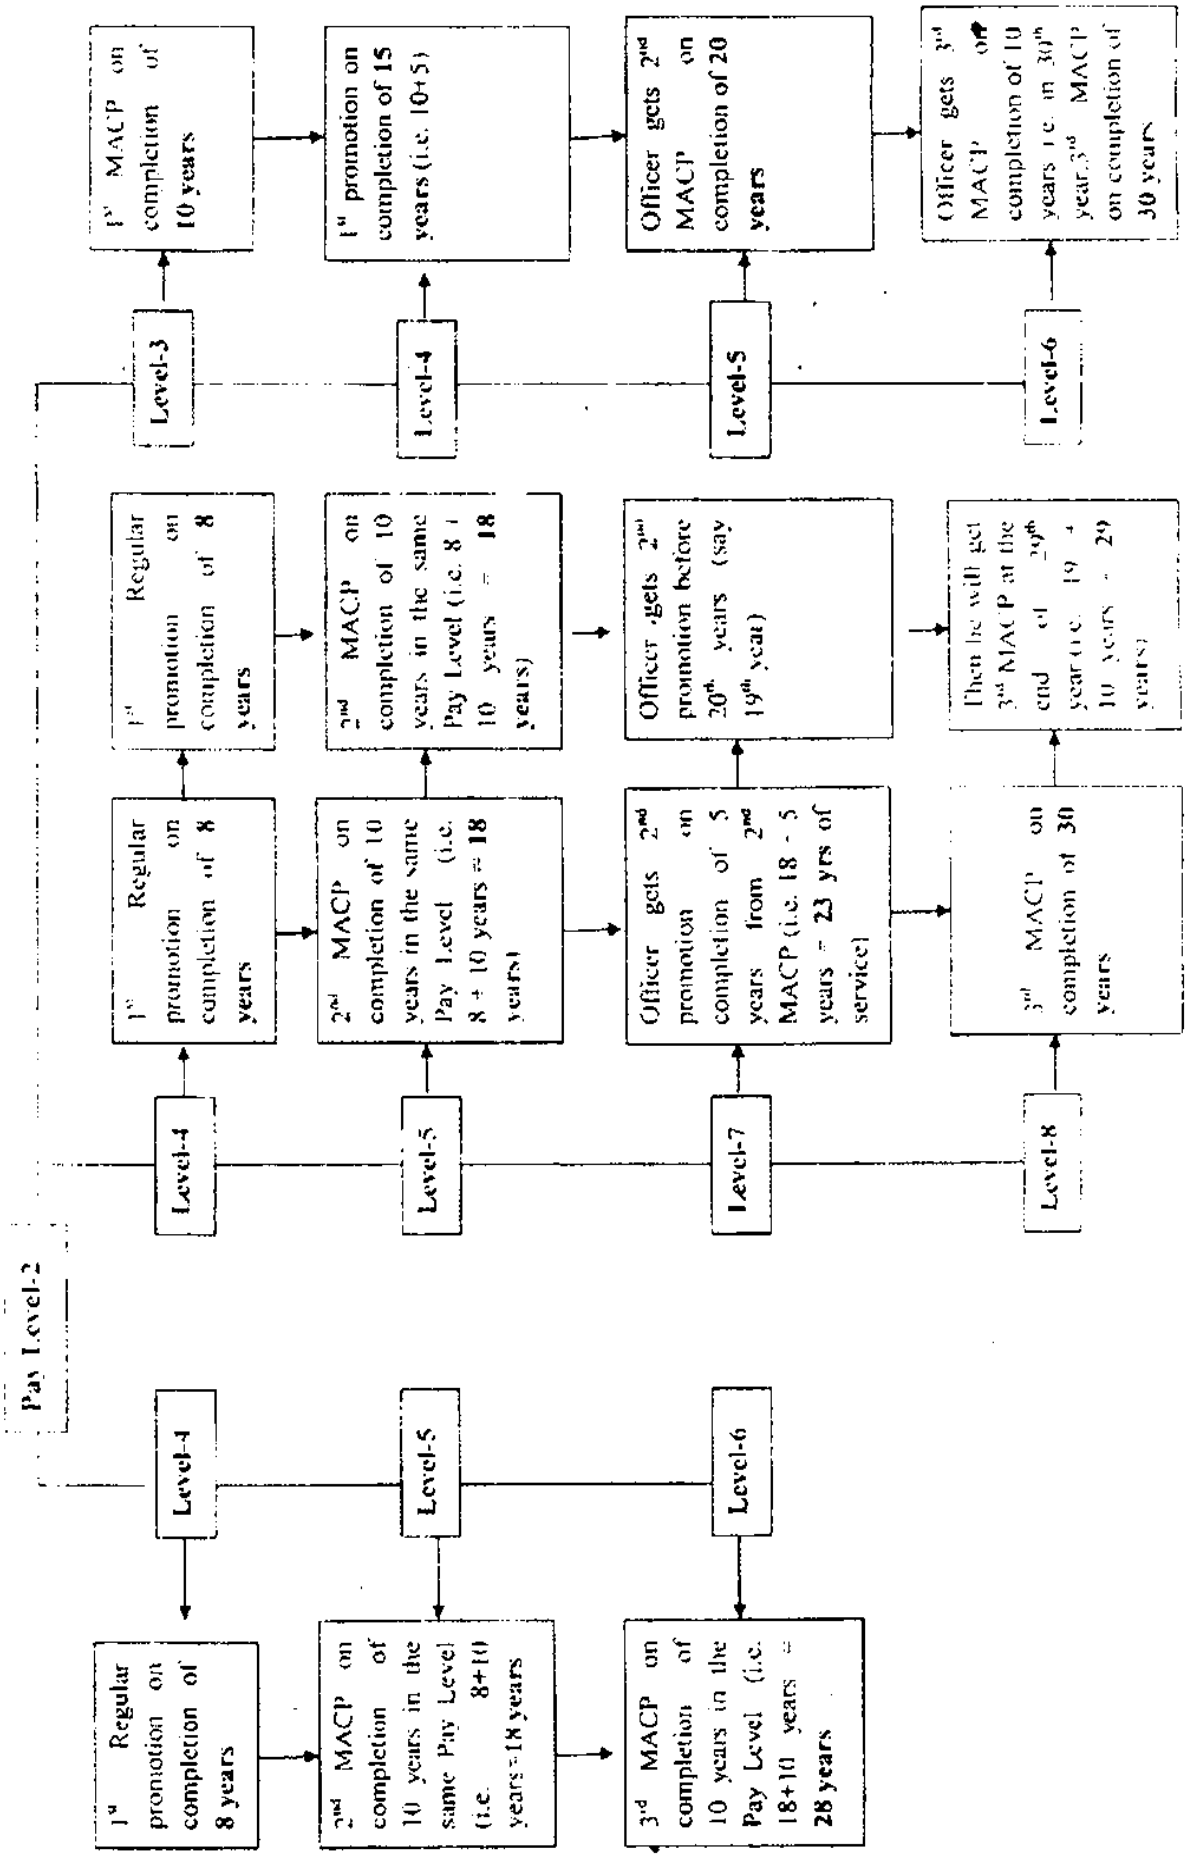 Pay Level-2
Level-4
1st Regular
promotion on
completion of
8 years
Level-5
2nd MACP on
completion of
10 years in the
same Pay Level
(i.e. 8+10
years=18 years
Level-6
3rd MACP on
completion of
10 years in the
Pay Level (i.e.
18+10 years =
28 years
Level-4
1st Regular
promotion on
completion of 8
years
Level-5
2nd MACP on
completion of 10
years in the same
Pay Level (i.e.
8 + 10 years = 18
years)
Level-7
Officer gets 2nd
promotion on
completion of 5
years from 2nd
MACP (i.e. 18 - 5
years = 23 yrs of
service)
Level-8
3rd MACP on
completion of 30
years
1st Regular
promotion on
completion of 8
years
2nd MACP on
completion of 10
years in the same
Pay Level (i.e. 8 +
10 years = 18
years)
Officer gets 2nd
promotion before
20th years (say
19th year)
Then he will get
3rd MACP at the
end of 29th
year (i.e. 19 +
10 years = 29
years)
Level-3
1st MACP on
completion of
10 years
Level-4
1st promotion on
completion of 15
years (i.e. 10+5)
Level-5
Officer gets 2nd
MACP on
completion of 20
years
Level-6
Officer gets 3rd
MACP on
completion of 10
years i.e. in 30th
year.3rd MACP
on completion of
30 years